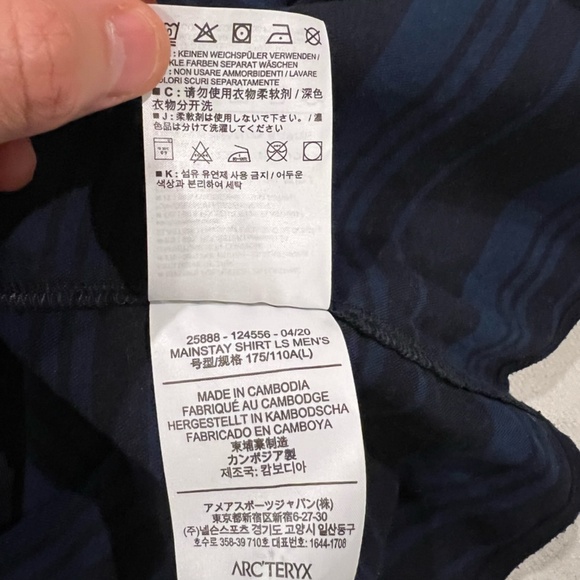 : KEINEN WEICHSPÜLER VERWENDEN /
KLE FARBEN SEPARAT WÄSCHEN
: NON USARE AMMORBIDENTI / LAVARE
COLORI SCURI SEPARATAMENTE
■ C : 请勿使用衣物柔软剂 / 深色
衣物分开洗
■ J : 柔軟剤は使用しないで下さい。/ 濃
色品は分けて洗濯してください
■ K : 섬유 유연제 사용 금지 / 어두운
색상과 분리하여 세탁
25888 - 124556 - 04/20
MAINSTAY SHIRT LS MEN'S
号型/规格 175/110A(L)
MADE IN CAMBODIA
FABRIQUÉ AU CAMBODGE
HERGESTELLT IN KAMBODSCHA
FABRICADO EN CAMBOYA
柬埔寨制造
カンボジア製
제조국: 캄보디아
アメアスポーツジャパン(株)
東京都新宿区新宿6-27-30
(주)넬슨스포츠 경기도 고양시 일산동구
호수로 358-39 710호 대표번호: 1644-1708
ARC'TERYX